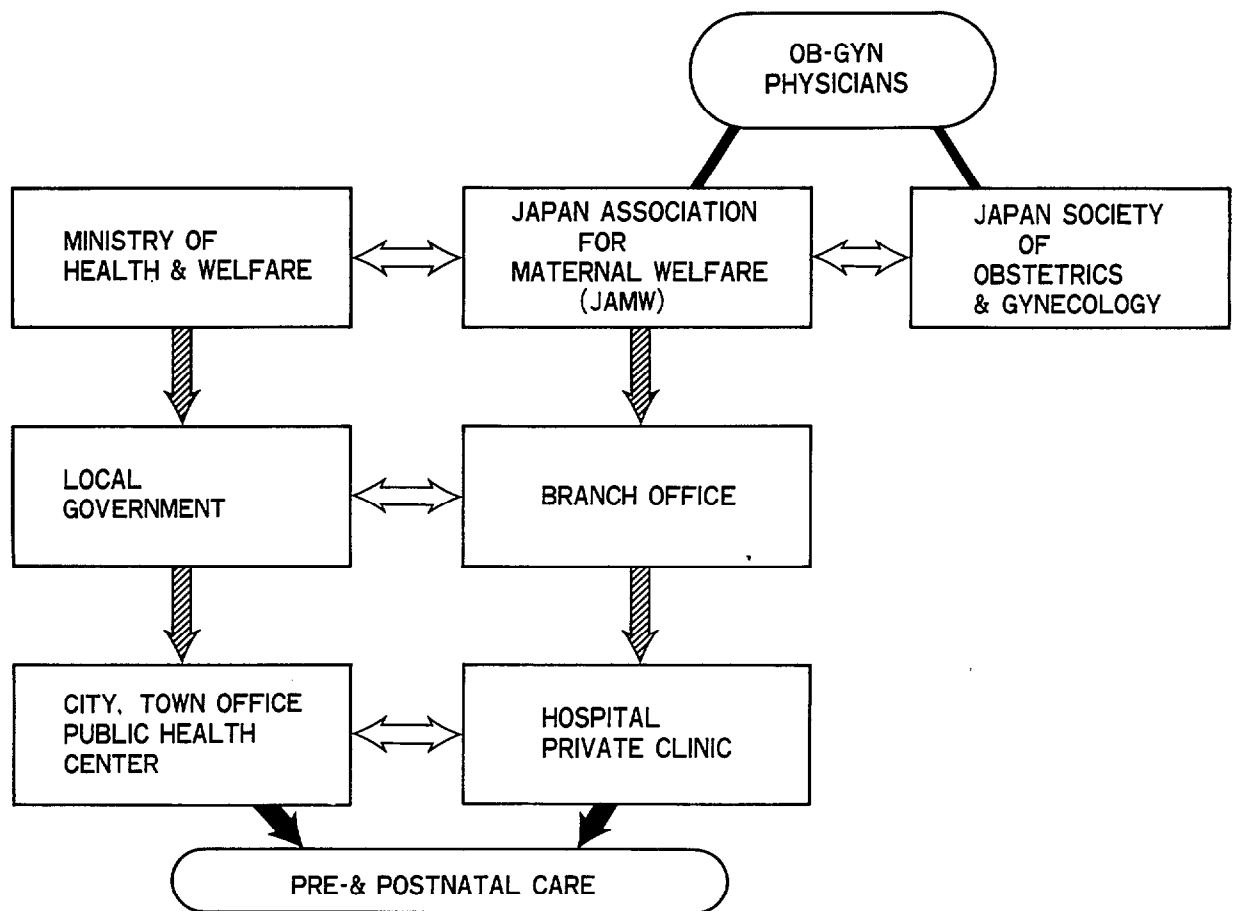 OB-GYN
PHYSICIANS
MINISTRY OF
HEALTH & WELFARE
JAPAN ASSOCIATION
FOR
MATERNAL WELFARE
(JAMW)
JAPAN SOCIETY
OF
OBSTETRICS
& GYNECOLOGY
LOCAL
GOVERNMENT
BRANCH OFFICE
CITY, TOWN OFFICE
PUBLIC HEALTH
CENTER
HOSPITAL
PRIVATE CLINIC
PRE-& POSTNATAL CARE